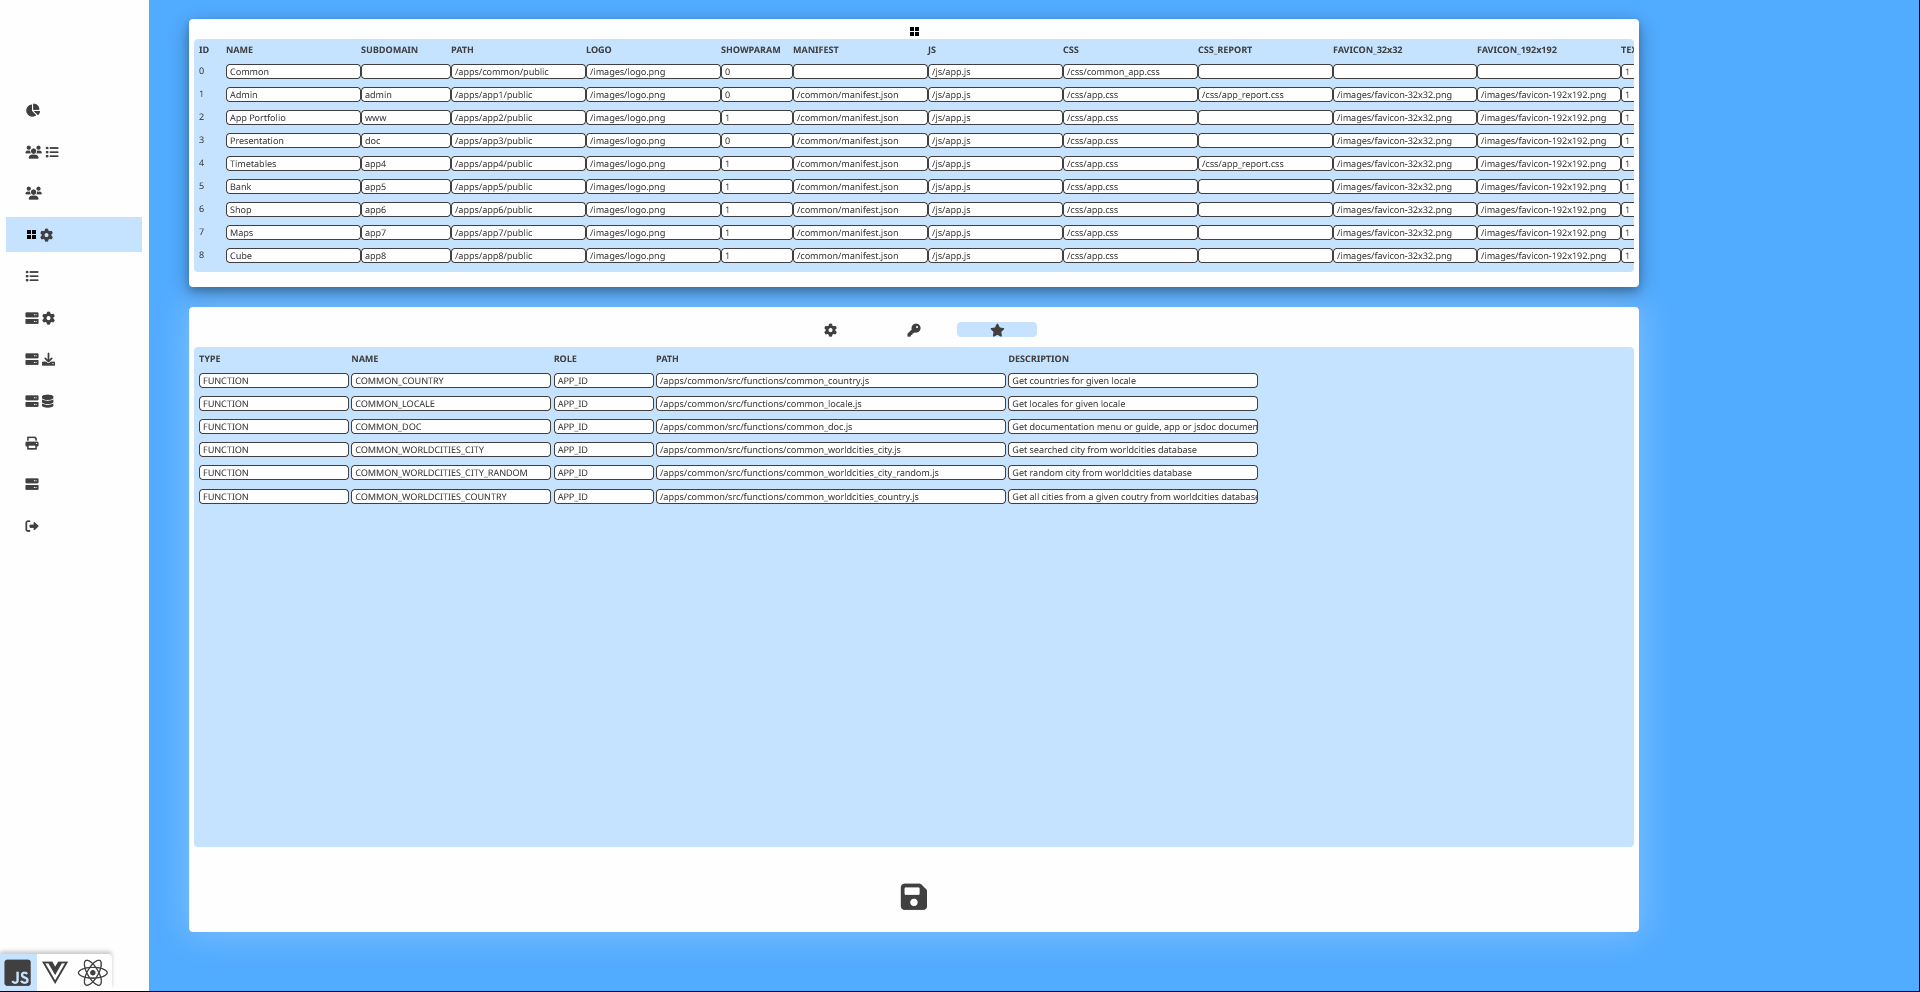 ID NAME SUBDOMAIN PATH LOGO SHOWPARAM MANIFEST JS CSS CSS_REPORT FAVICON_32x32 FAVICON_192x192 TEX
0 Common /apps/common/public /images/logo.png 0 /js/app.js /css/common_app.css 1
1 Admin admin /apps/app1/public /images/logo.png 0 /common/manifest.json /js/app.js /css/app.css /css/app_report.css /images/favicon-32x32.png /images/favicon-192x192.png 1
2 App Portfolio www /apps/app2/public /images/logo.png 1 /common/manifest.json /js/app.js /css/app.css /images/favicon-32x32.png /images/favicon-192x192.png 1
3 Presentation doc /apps/app3/public /images/logo.png 0 /common/manifest.json /js/app.js /css/app.css /images/favicon-32x32.png /images/favicon-192x192.png 1
4 Timetables app4 /apps/app4/public /images/logo.png 1 /common/manifest.json /js/app.js /css/app.css /css/app_report.css /images/favicon-32x32.png /images/favicon-192x192.png 1
5 Bank app5 /apps/app5/public /images/logo.png 1 /common/manifest.json /js/app.js /css/app.css /images/favicon-32x32.png /images/favicon-192x192.png 1
6 Shop app6 /apps/app6/public /images/logo.png 1 /common/manifest.json /js/app.js /css/app.css /images/favicon-32x32.png /images/favicon-192x192.png 1
7 Maps app7 /apps/app7/public /images/logo.png 1 /common/manifest.json /js/app.js /css/app.css /images/favicon-32x32.png /images/favicon-192x192.png 1
8 Cube app8 /apps/app8/public /images/logo.png 1 /common/manifest.json /js/app.js /css/app.css /images/favicon-32x32.png /images/favicon-192x192.png 1
TYPE NAME ROLE PATH DESCRIPTION
FUNCTION COMMON_COUNTRY APP_ID /apps/common/src/functions/common_country.js Get countries for given locale
FUNCTION COMMON_LOCALE APP_ID /apps/common/src/functions/common_locale.js Get locales for given locale
FUNCTION COMMON_DOC APP_ID /apps/common/src/functions/common_doc.js Get documentation menu or guide, app or jsdoc documen
FUNCTION COMMON_WORLDCITIES_CITY APP_ID /apps/common/src/functions/common_worldcities_city.js Get searched city from worldcities database
FUNCTION COMMON_WORLDCITIES_CITY_RANDOM APP_ID /apps/common/src/functions/common_worldcities_city_random.js Get random city from worldcities database
FUNCTION COMMON_WORLDCITIES_COUNTRY APP_ID /apps/common/src/functions/common_worldcities_country.js Get all cities from a given coutry from worldcities database
JS